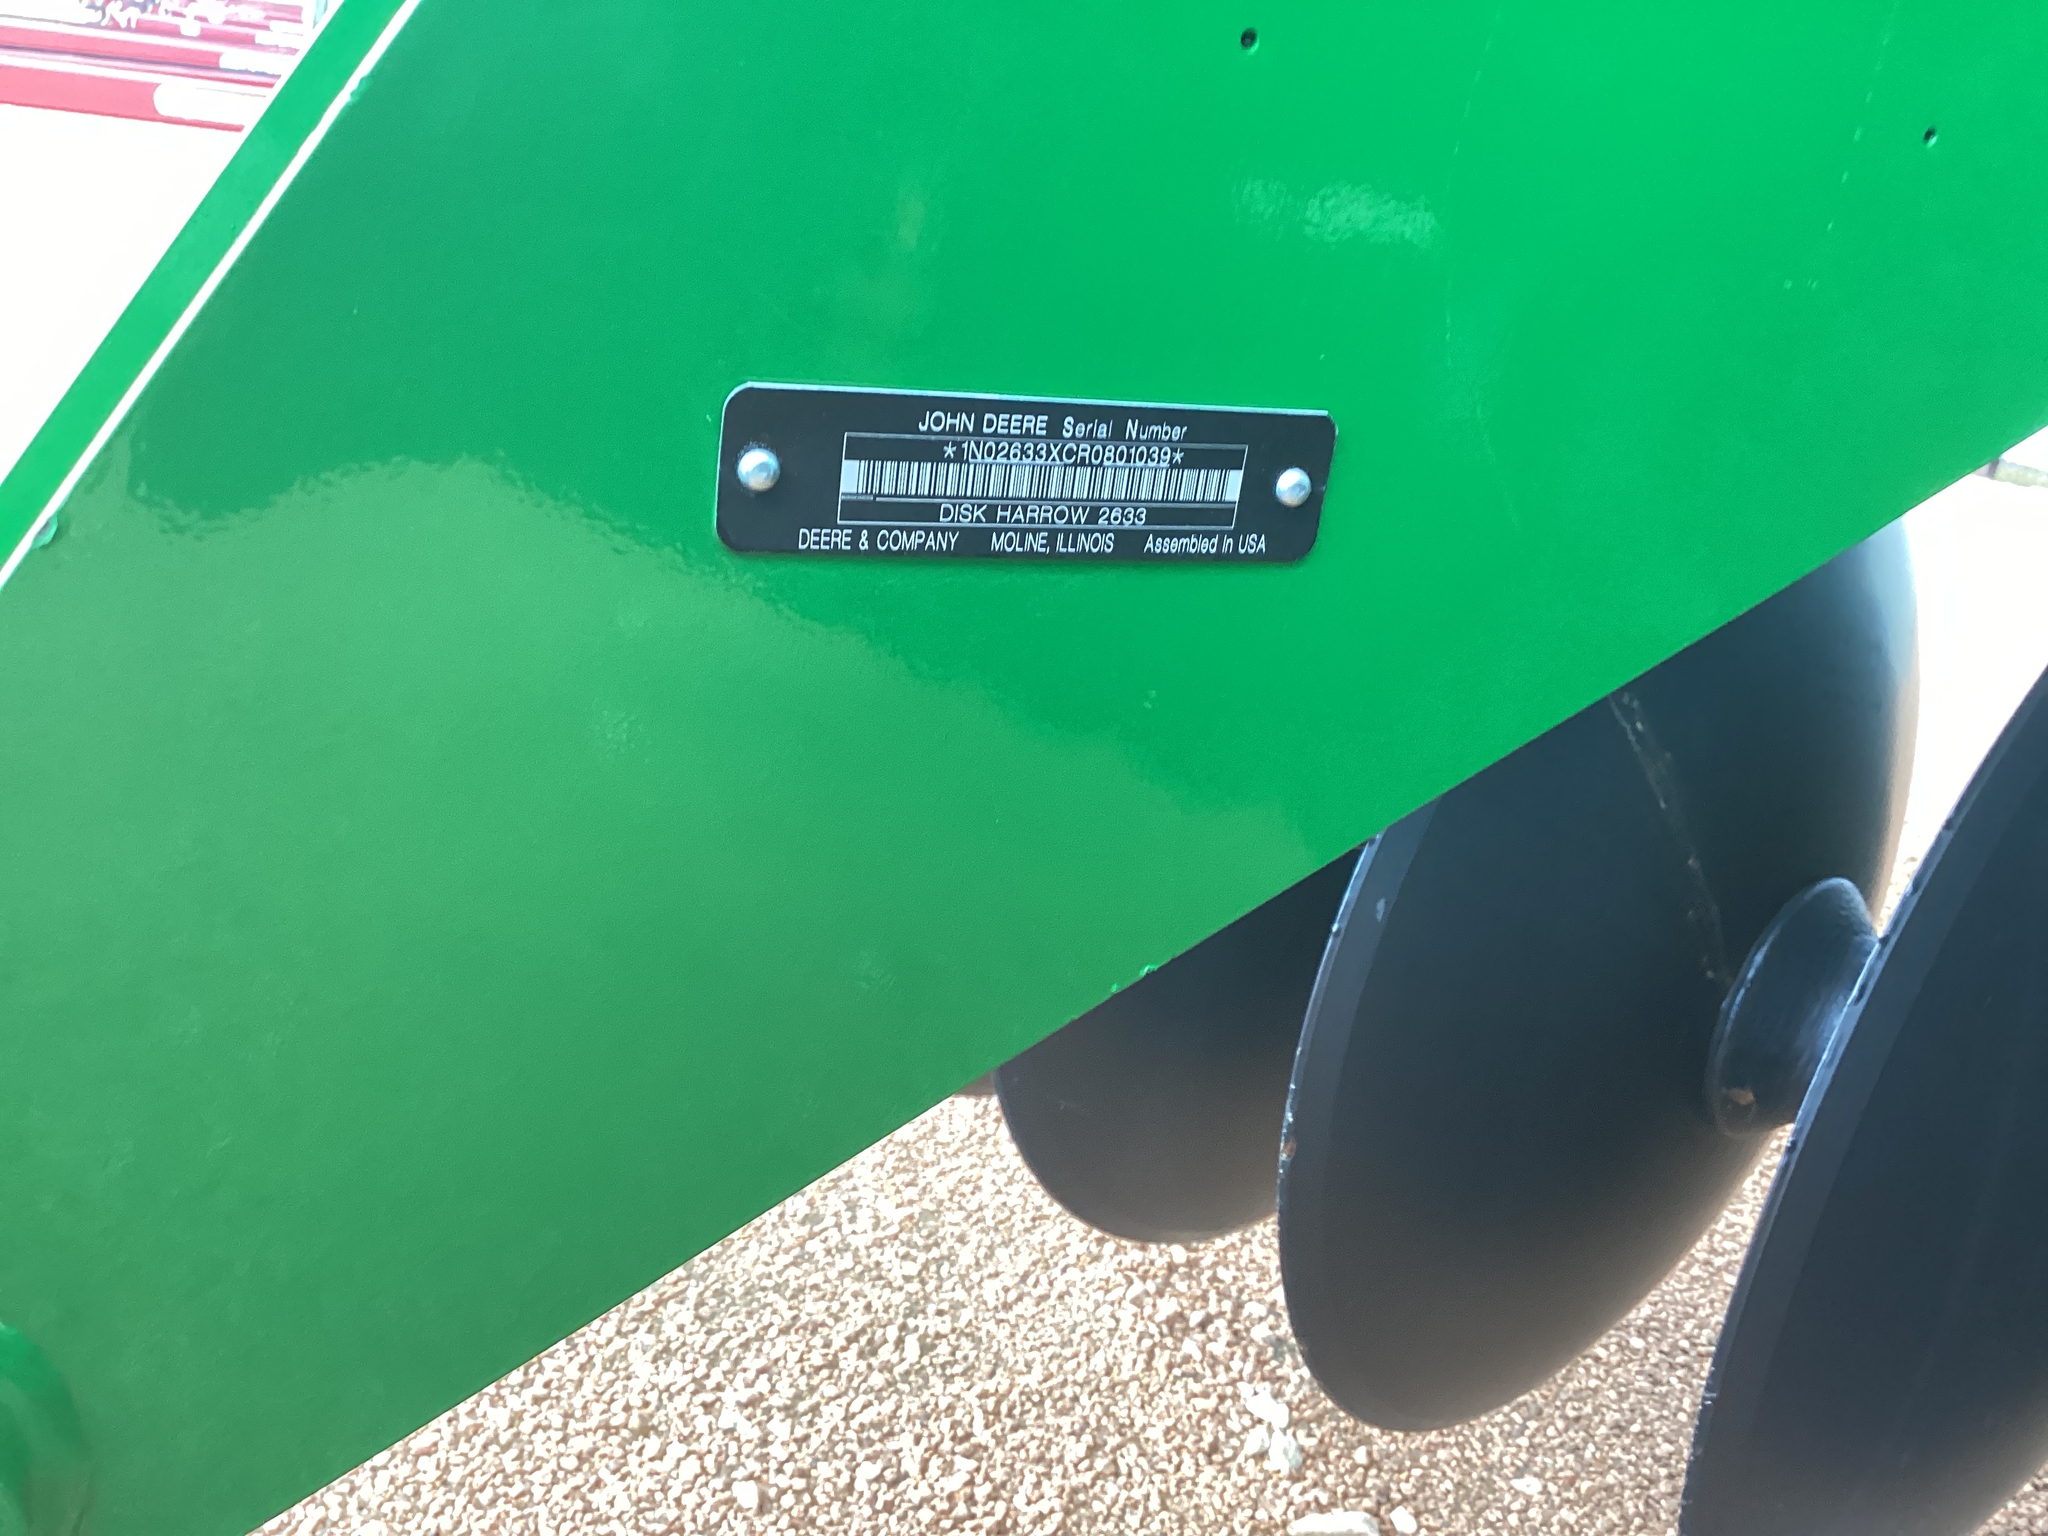 JOHN DEERE Serial Number
*1N02633XCR0801039*
DISK HARROW 2633
DEERE & COMPANY MOLINE, ILLINOIS Assembled in USA